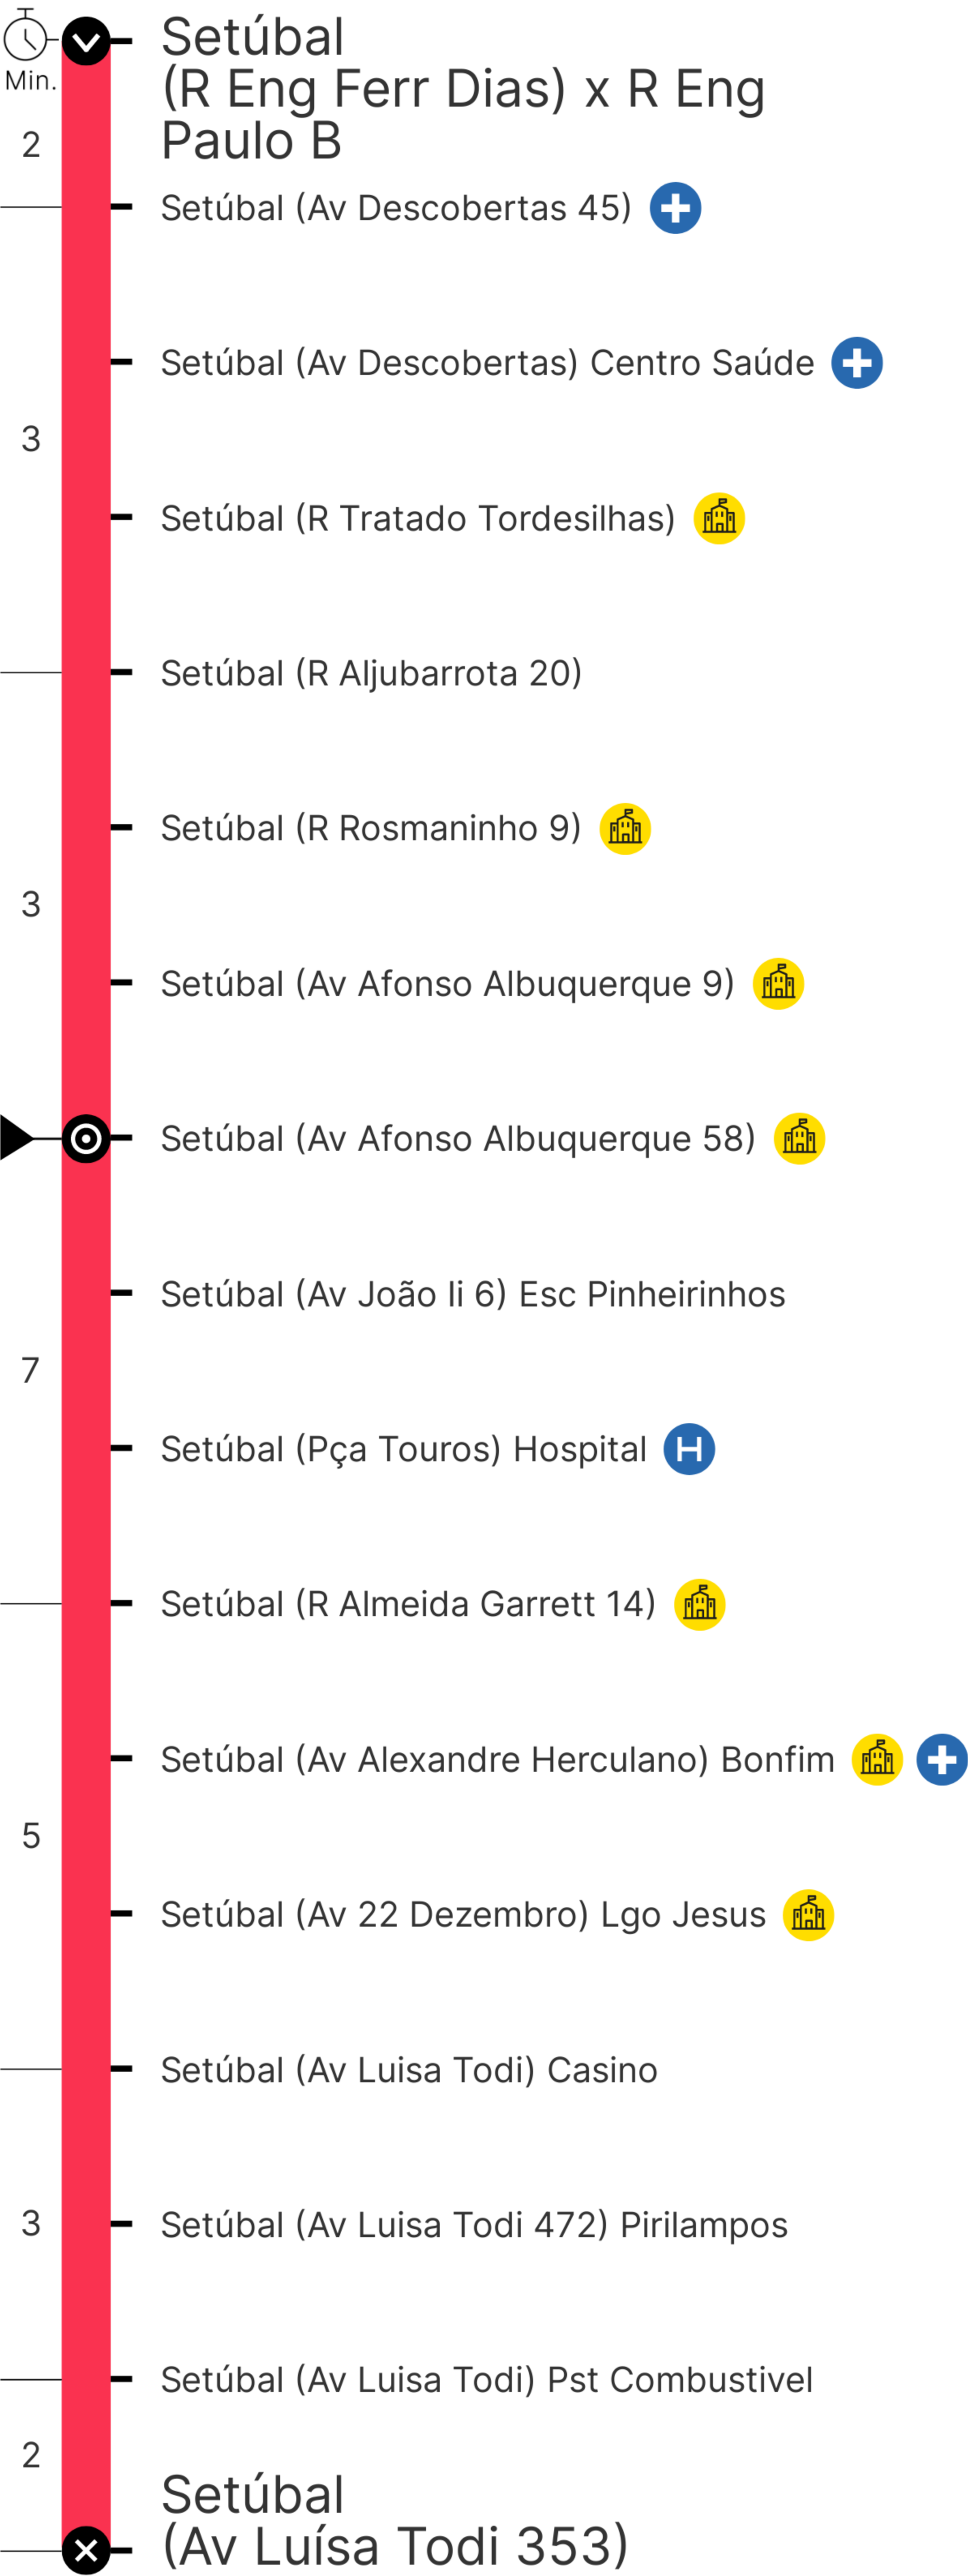 Setúbal
(R Eng Ferr Dias) x R Eng
Paulo B
Min.
2
Setúbal (Av Descobertas 45)
Setúbal (Av Descobertas) Centro Saúde
3
Setúbal (R Tratado Tordesilhas)
Setúbal (R Aljubarrota 20)
Setúbal (R Rosmaninho 9)
3
Setúbal (Av Afonso Albuquerque 9)
Setúbal (Av Afonso Albuquerque 58)
Setúbal (Av João Ii 6) Esc Pinheirinhos
7
Setúbal (Pça Touros) Hospital H
Setúbal (R Almeida Garrett 14)
Setúbal (Av Alexandre Herculano) Bonfim
5
Setúbal (Av 22 Dezembro) Lgo Jesus
Setúbal (Av Luisa Todi) Casino
3
Setúbal (Av Luisa Todi 472) Pirilampos
Setúbal (Av Luisa Todi) Pst Combustivel
2
Setúbal
(Av Luísa Todi 353)